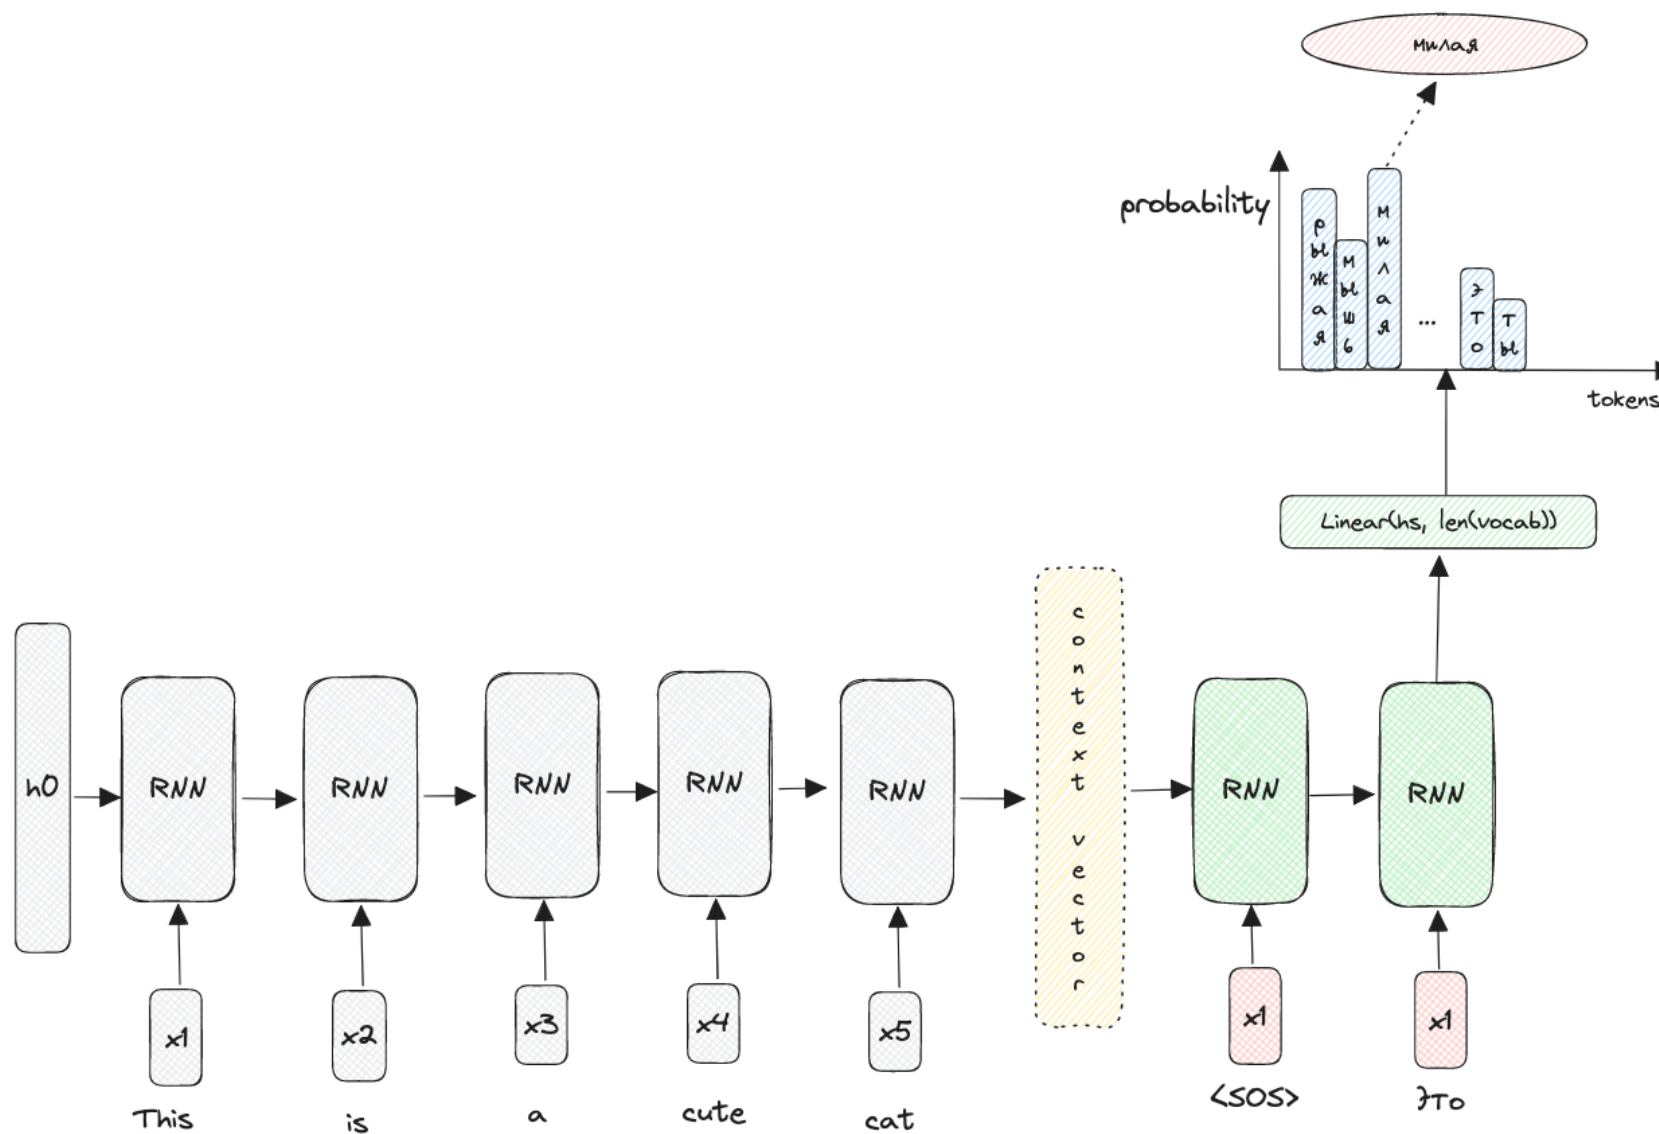 милая
probability
рыжая
мышь
милая
...
это
ты
tokens
Linear(hs, len(vocab))
context vector
h0
RNN
RNN
RNN
RNN
RNN
RNN
RNN
x1
x2
x3
x4
x5
x1
x1
This
is
a
cute
cat
<SOS>
это